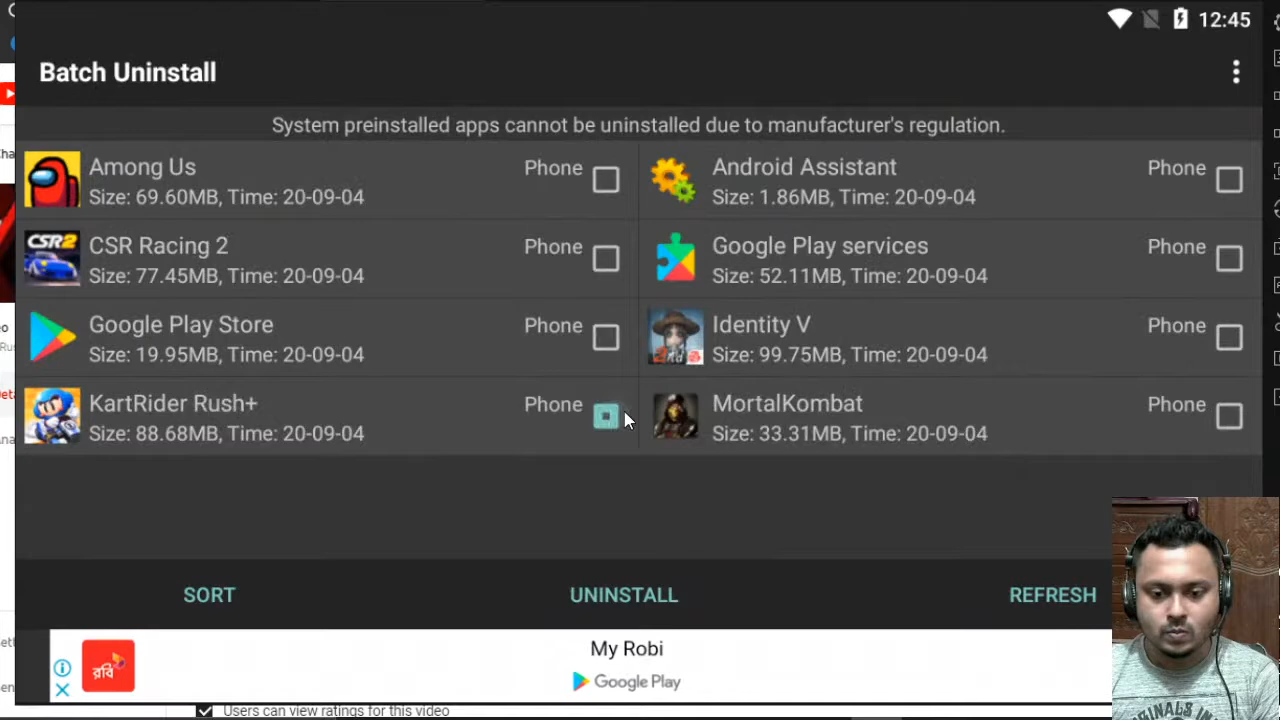 12:45
Batch Uninstall
System preinstalled apps cannot be uninstalled due to manufacturer's regulation.
Among Us
Phone
Size: 69.60MB, Time: 20-09-04
Android Assistant
Phone
Size: 1.86MB, Time: 20-09-04
CSR2
CSR Racing 2
Phone
Size: 77.45MB, Time: 20-09-04
Google Play services
Phone
Size: 52.11MB, Time: 20-09-04
Google Play Store
Phone
Size: 19.95MB, Time: 20-09-04
Identity V
Phone
Size: 99.75MB, Time: 20-09-04
KartRider Rush+
Phone
Size: 88.68MB, Time: 20-09-04
MortalKombat
Phone
Size: 33.31MB, Time: 20-09-04
SORT
UNINSTALL
REFRESH
রবি
My Robi
Google Play
Users can view ratings for this video